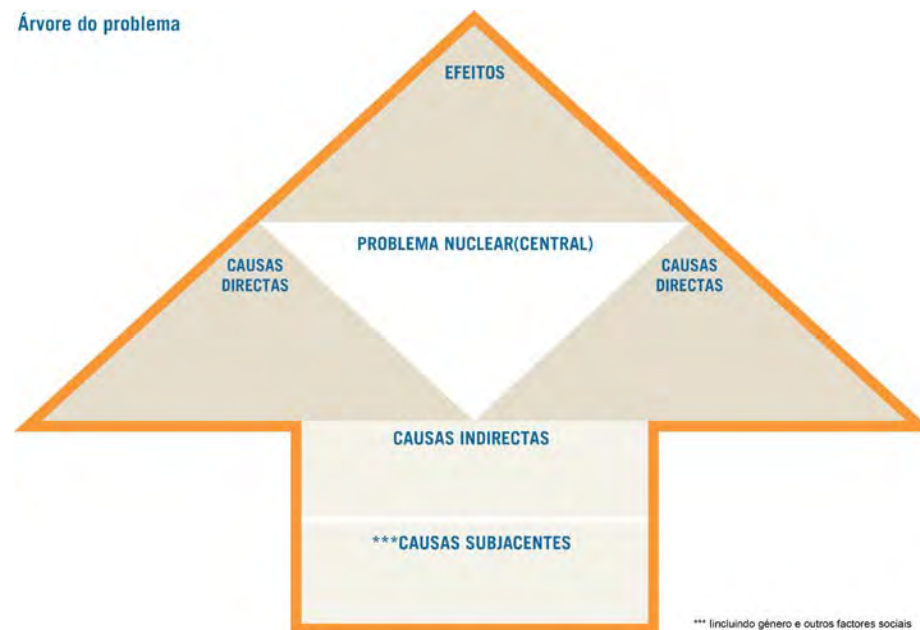 Árvore do problema
EFEITOS
PROBLEMA NUCLEAR(CENTRAL)
CAUSAS
DIRECTAS
CAUSAS
DIRECTAS
CAUSAS INDIRECTAS
***CAUSAS SUBJACENTES
*** Iincluindo género e outros factores sociais